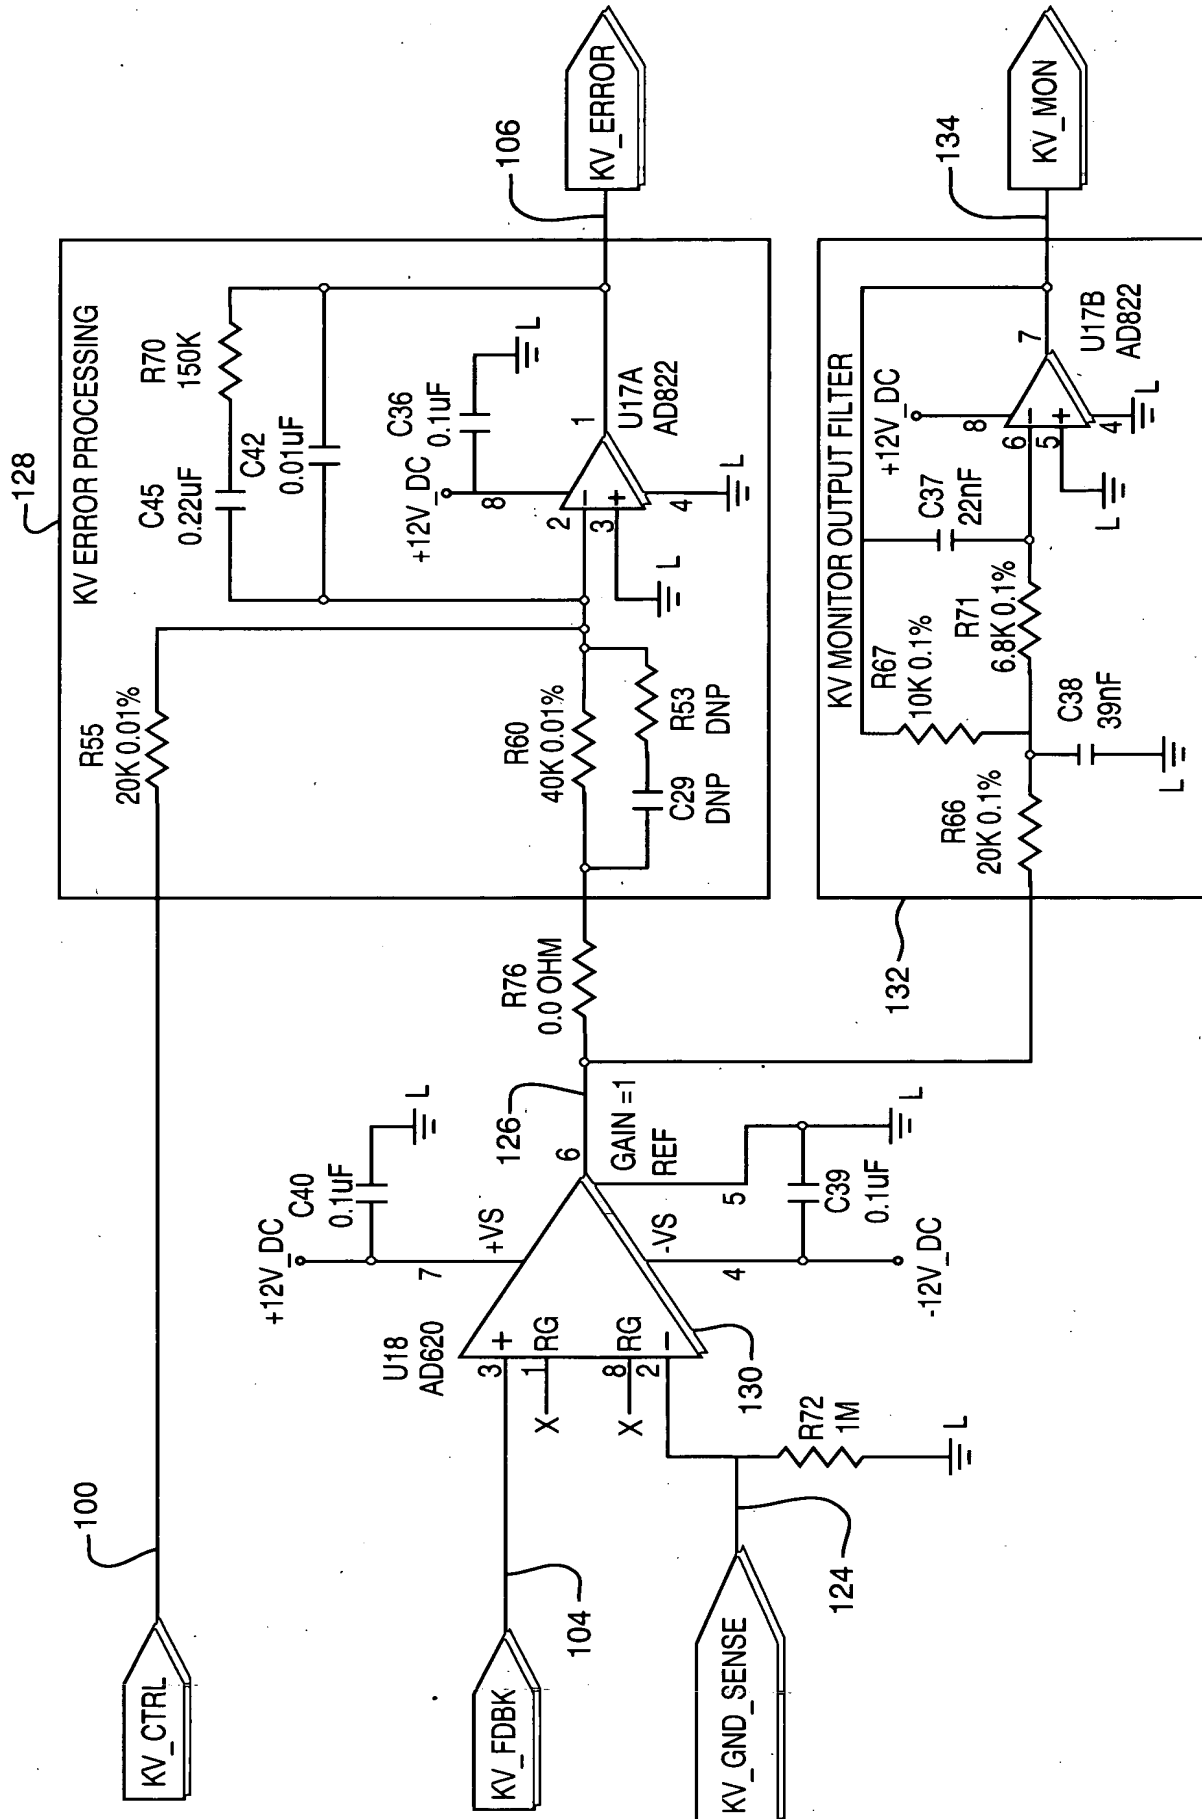 128
KV ERROR PROCESSING
R55
20K 0.01%
C45
0.22uF
R70
150K
C42
0.01uF
C36
0.1uF
L
+12V_DC
8
2
3
1
4
U17A
AD822
L
L
R60
40K 0.01%
C29
DNP
R53
DNP
106
KV_ERROR
100
KV_CTRL
+12V_DC
C40
0.1uF
L
7
+VS
U18
AD620
3
+
1
RG
8
RG
2
−
X
X
6
126
GAIN =1
REF
5
-VS
4
C39
0.1uF
L
-12V_DC
130
R76
0.0 OHM
104
KV_FDBK
124
KV_GND_SENSE
R72
1M
L
KV MONITOR OUTPUT FILTER
132
R66
20K 0.1%
R67
10K 0.1%
R71
6.8K 0.1%
C38
39nF
L
C37
22nF
+12V_DC
8
6
5
−
+
7
4
U17B
AD822
L
L
134
KV_MON